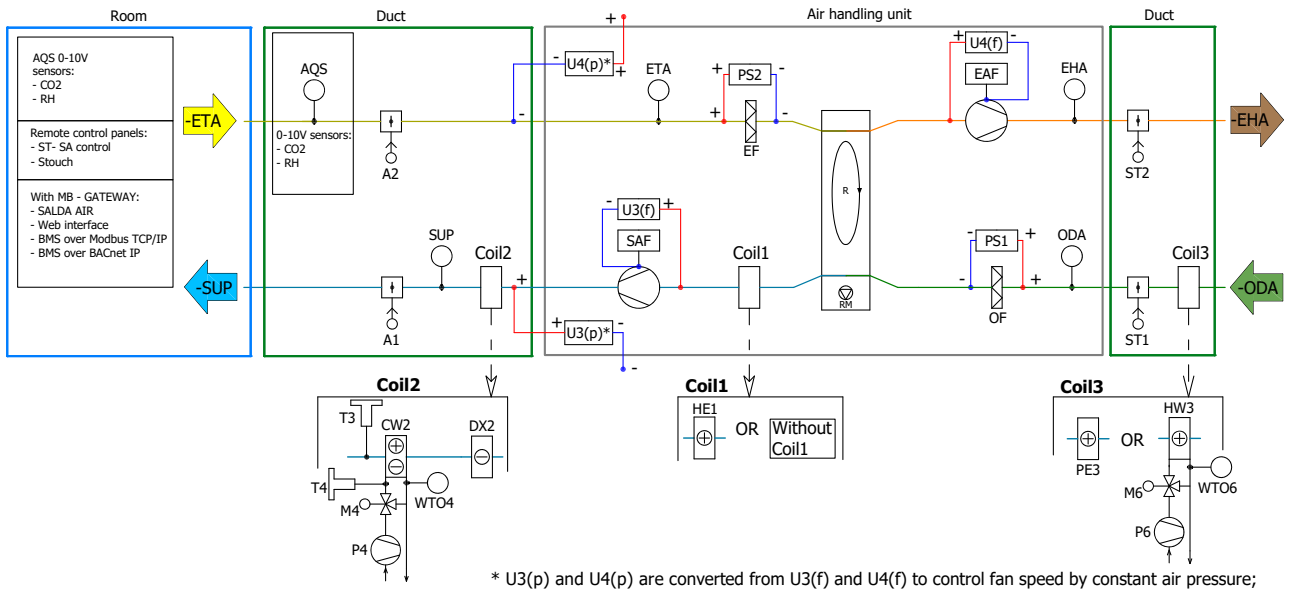 Room
Duct
Air handling unit
Duct
AQS 0-10V
sensors:
- CO2
- RH
Remote control panels:
- ST- SA control
- Stouch
With MB - GATEWAY:
- SALDA AIR
- Web interface
- BMS over Modbus TCP/IP
- BMS over BACnet IP
-ETA
-SUP
AQS
0-10V sensors:
- CO2
- RH
A2
SUP
Coil2
A1
+
-
U4(p)*
+
-
+
-
U3(p)*
+
-
-
ETA
+
PS2
-
+
-
EF
+
U4(f)
-
EAF
EHA
-
U3(f)
+
SAF
Coil1
R
RM
-
PS1
+
-
+
OF
ODA
ST2
Coil3
ST1
-EHA
-ODA
Coil2
T3
CW2
DX2
T4
M4
WTO4
P4
Coil1
HE1
OR
Without
Coil1
Coil3
HW3
OR
PE3
M6
WTO6
P6
* U3(p) and U4(p) are converted from U3(f) and U4(f) to control fan speed by constant air pressure;